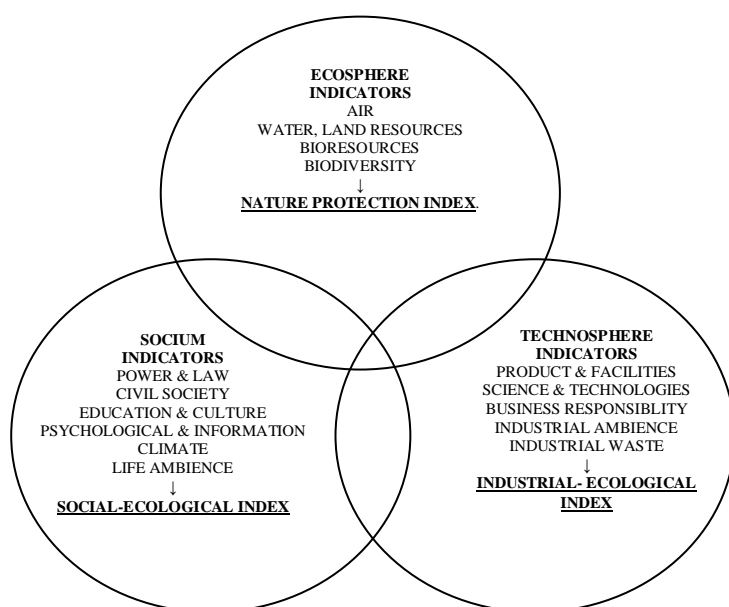 ECOSPHERE
INDICATORS
AIR
WATER, LAND RESOURCES
BIORESOURCES
BIODIVERSITY
↓
NATURE PROTECTION INDEX.
SOCIUM
INDICATORS
POWER & LAW
CIVIL SOCIETY
EDUCATION & CULTURE
PSYCHOLOGICAL & INFORMATION
CLIMATE
LIFE AMBIENCE
↓
SOCIAL-ECOLOGICAL INDEX
TECHNOSPHERE
INDICATORS
PRODUCT & FACILITIES
SCIENCE & TECHNOLOGIES
BUSINESS RESPONSIBLITY
INDUSTRIAL AMBIENCE
INDUSTRIAL WASTE
↓
INDUSTRIAL- ECOLOGICAL
INDEX